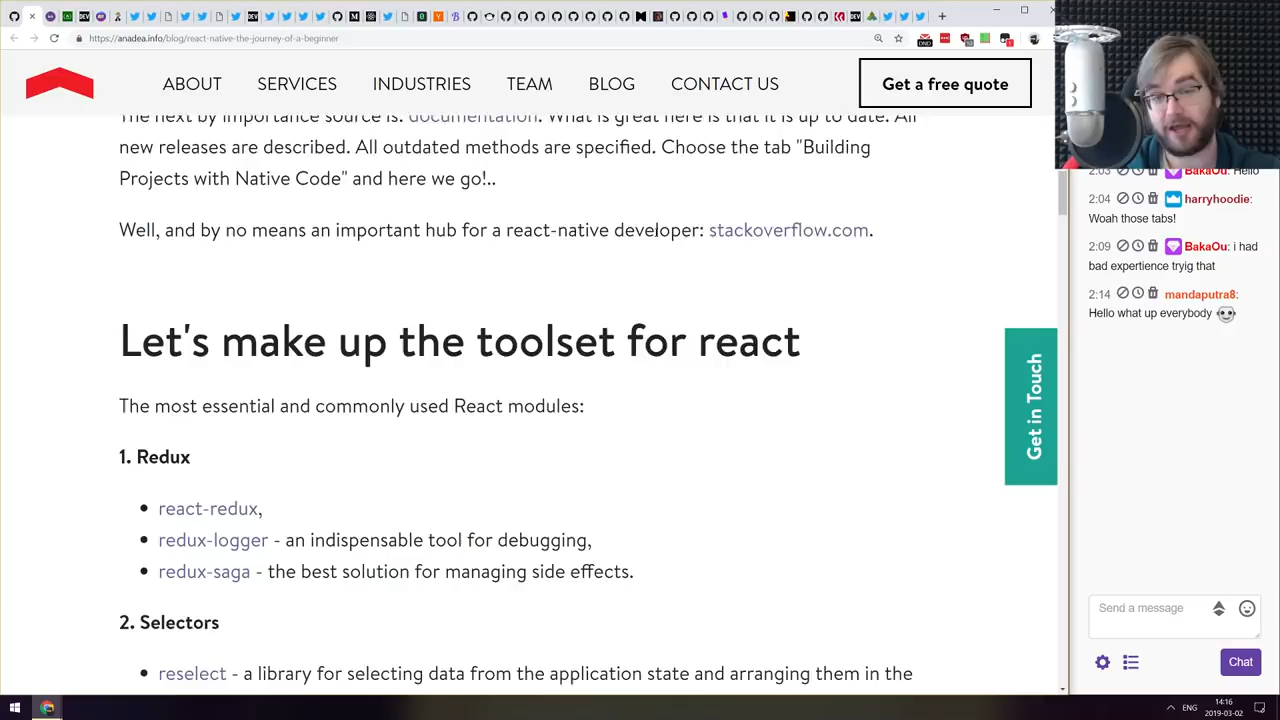 https://anadea.info/blog/react-native-the-journey-of-a-beginner
ABOUT SERVICES INDUSTRIES TEAM BLOG CONTACT US Get a free quote
The next by importance source is: documentation. What is great here is that it is up to date. All
new releases are described. All outdated methods are specified. Choose the tab "Building
Projects with Native Code" and here we go!..
Well, and by no means an important hub for a react-native developer: stackoverflow.com.
Let's make up the toolset for react
The most essential and commonly used React modules:
1. Redux
react-redux,
redux-logger - an indispensable tool for debugging,
redux-saga - the best solution for managing side effects.
2. Selectors
reselect - a library for selecting data from the application state and arranging them in the
Get in Touch
2:03 BakaOu: Hello
2:04 harryhoodie:
Woah those tabs!
2:09 BakaOu: i had
bad expertience tryig that
2:14 mandaputra8:
Hello what up everybody
Send a message
Chat
ENG
14:16
2019-03-02